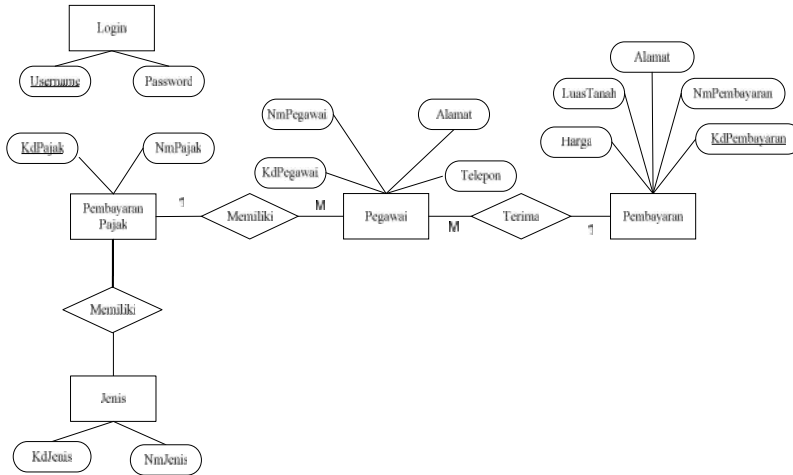 Login
Username
Password
Alamat
LuasTanah
NmPembayaran
NmPegawai
Alamat
Harga
KdPembayaran
KdPajak
NmPajak
KdPegawai
Telepon
Pembayaran
Pajak
1
Memiliki
M
Pegawai
M
Terima
1
Pembayaran
Memiliki
Jenis
KdJenis
NmJenis